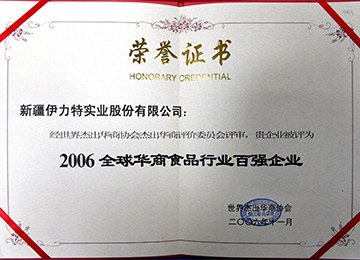 荣誉证书
HONORARY CREDENTIAL
新疆伊力特实业股份有限公司：
经世界杰出华商协会杰出华商评价委员会评审，贵企业被评为
2006 全球华商食品行业百强企业
世界杰出华商协会
二〇〇六年十一月